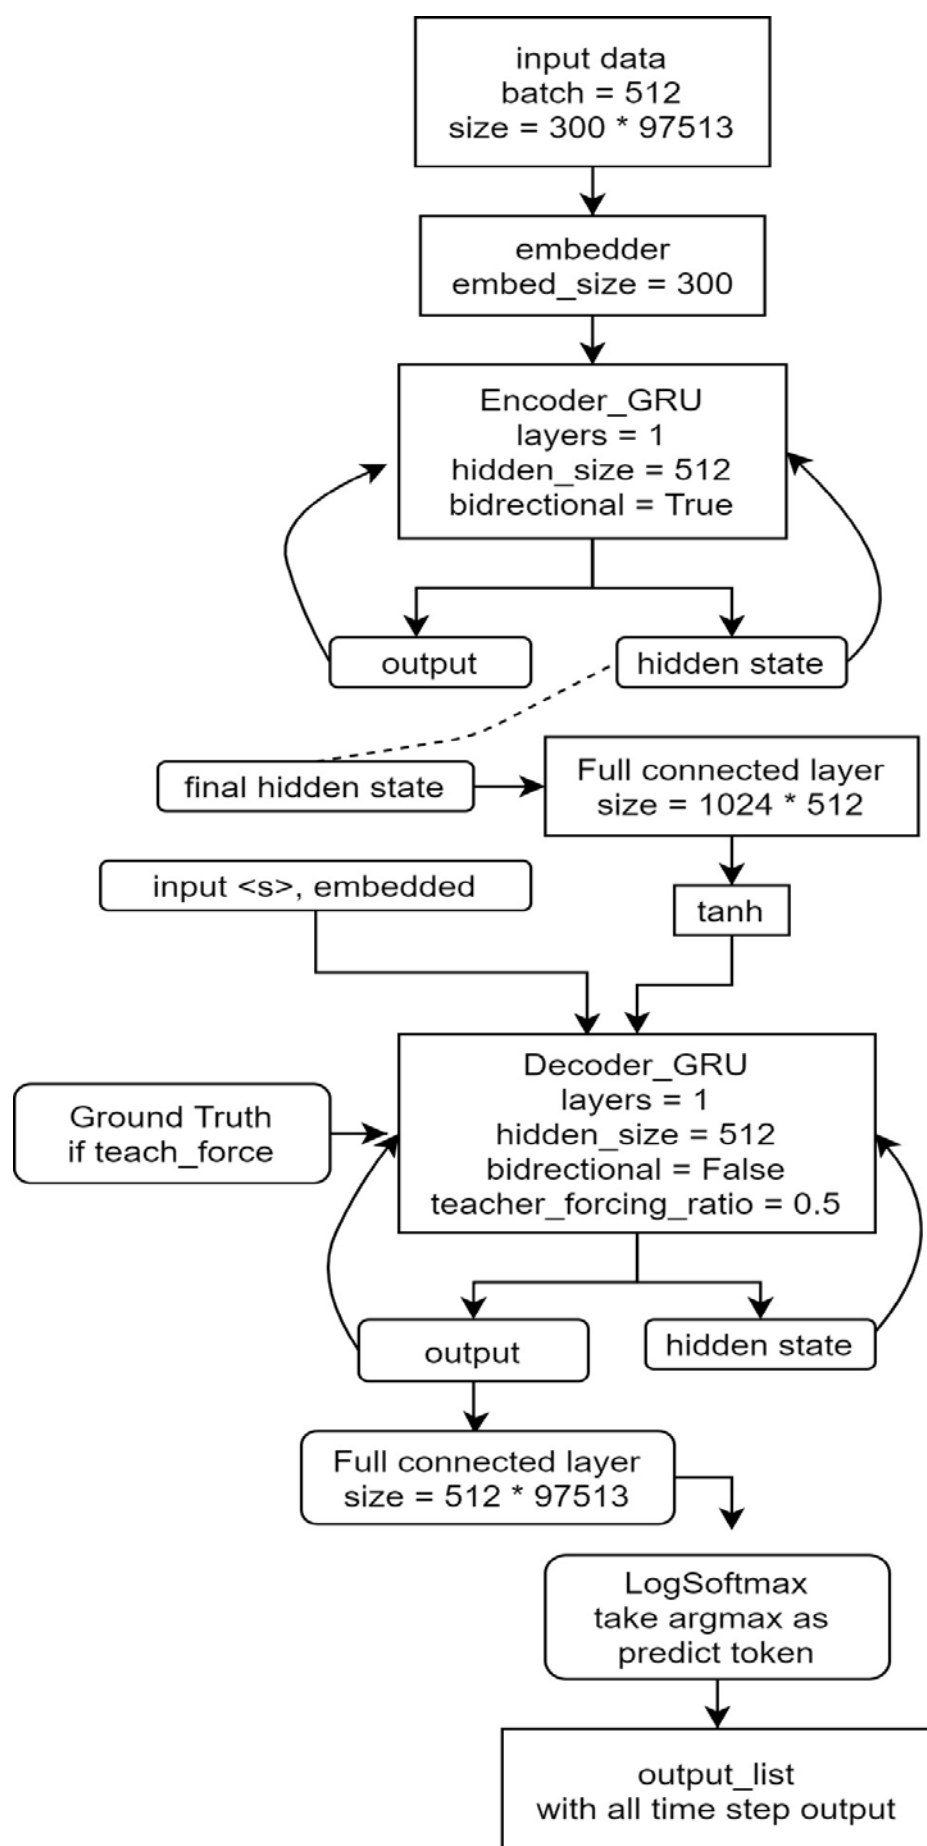 input data
batch = 512
size = 300 * 97513
embedder
embed_size = 300
Encoder_GRU
layers = 1
hidden_size = 512
bidrectional = True
output
hidden state
final hidden state
Full connected layer
size = 1024 * 512
input <s>, embedded
tanh
Decoder_GRU
layers = 1
hidden_size = 512
bidrectional = False
teacher_forcing_ratio = 0.5
Ground Truth
if teach_force
output
hidden state
Full connected layer
size = 512 * 97513
LogSoftmax
take argmax as
predict token
output_list
with all time step output